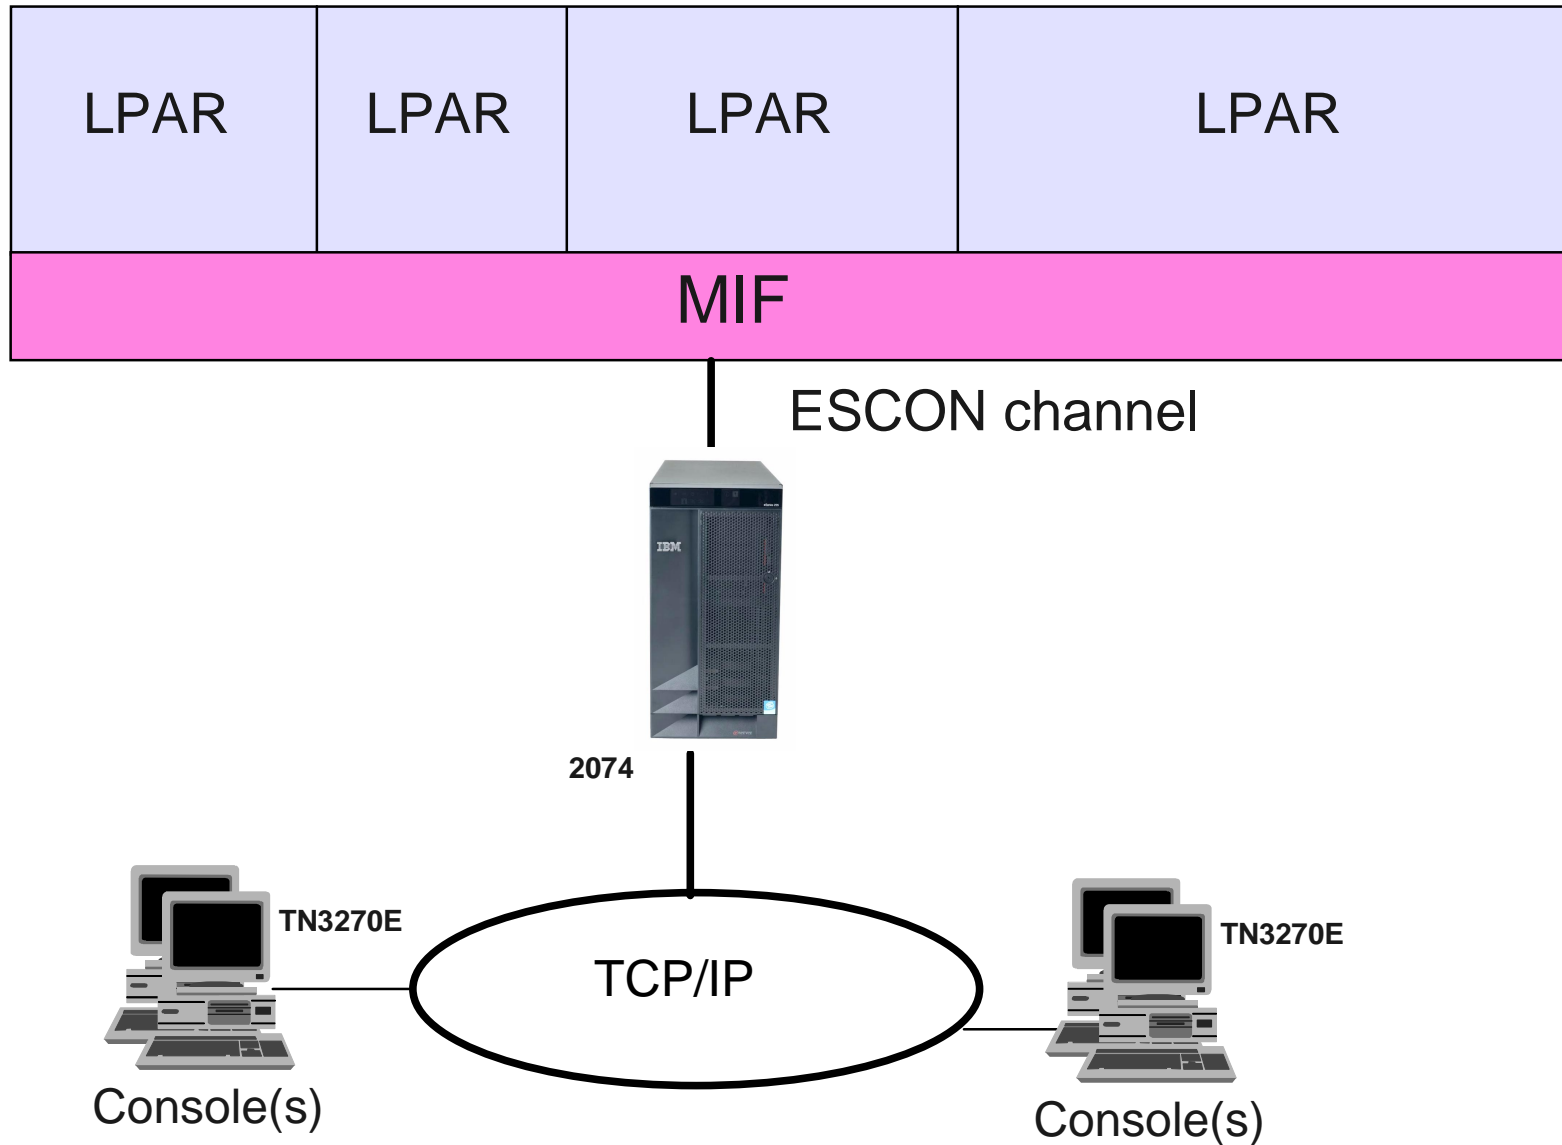 LPAR
LPAR
LPAR
LPAR
MIF
ESCON channel
IBM
2074
TN3270E
TN3270E
TCP/IP
Console(s)
Console(s)